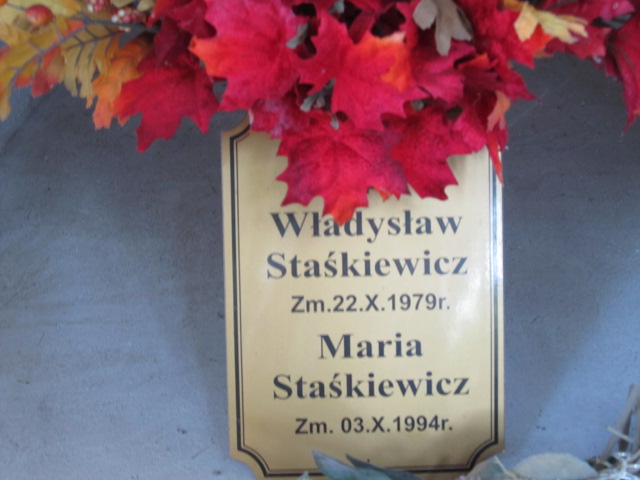 Władysław
Staśkiewicz
Zm.22.X.1979r.
Maria
Staśkiewicz
Zm. 03.X.1994r.